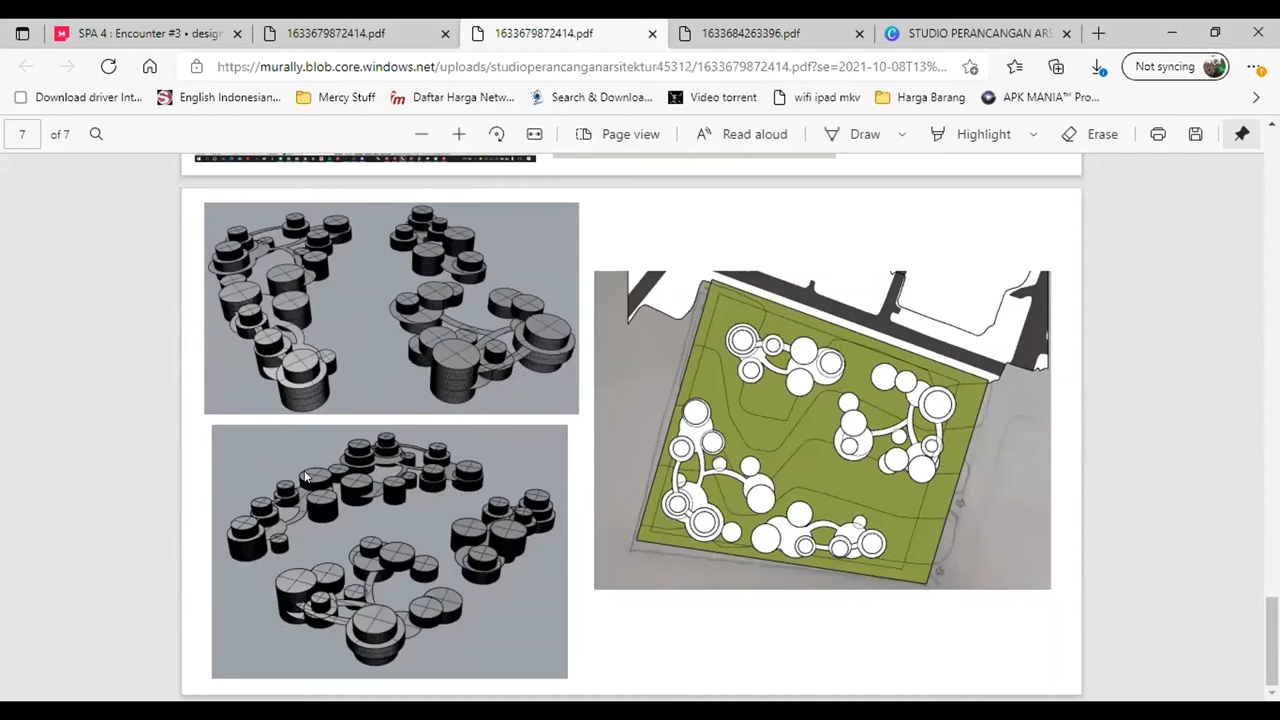 SPA 4 : Encounter #3 • design
1633679872414.pdf
1633679872414.pdf
1633684263396.pdf
STUDIO PERANCANGAN ARS
https://murally.blob.core.windows.net/uploads/studioperancanganarsitektur45312/1633679872414.pdf?se=2021-10-08T13%...
Not syncing
Download driver Int...
English Indonesian...
Mercy Stuff
Daftar Harga Netw...
Search & Downloa...
Video torrent
wifi ipad mkv
Harga Barang
APK MANIA™ Pro...
7 of 7
Page view
Read aloud
Draw
Highlight
Erase